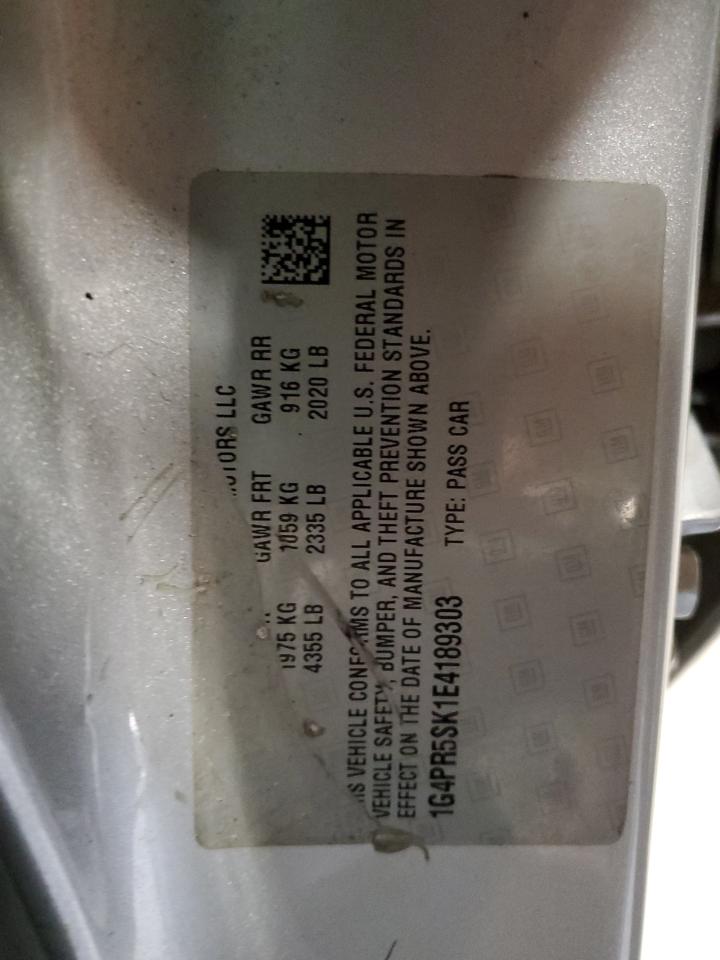 MOTORS LLC
GAWR FRT GAWR RR
1975 KG 1059 KG 916 KG
4355 LB 2335 LB 2020 LB
VEHICLE CONFORMS TO ALL APPLICABLE U.S. FEDERAL MOTOR
VEHICLE SAFETY, BUMPER, AND THEFT PREVENTION STANDARDS IN
EFFECT ON THE DATE OF MANUFACTURE SHOWN ABOVE.
1G4PR5SK1E4189303 TYPE: PASS CAR